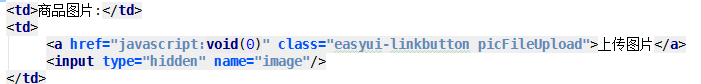 <td>商品图片:</td>
<td>
<a href="javascript:void(0)" class="easyui-linkbutton picFileUpload">上传图片</a>
<input type="hidden" name="image"/>
</td>